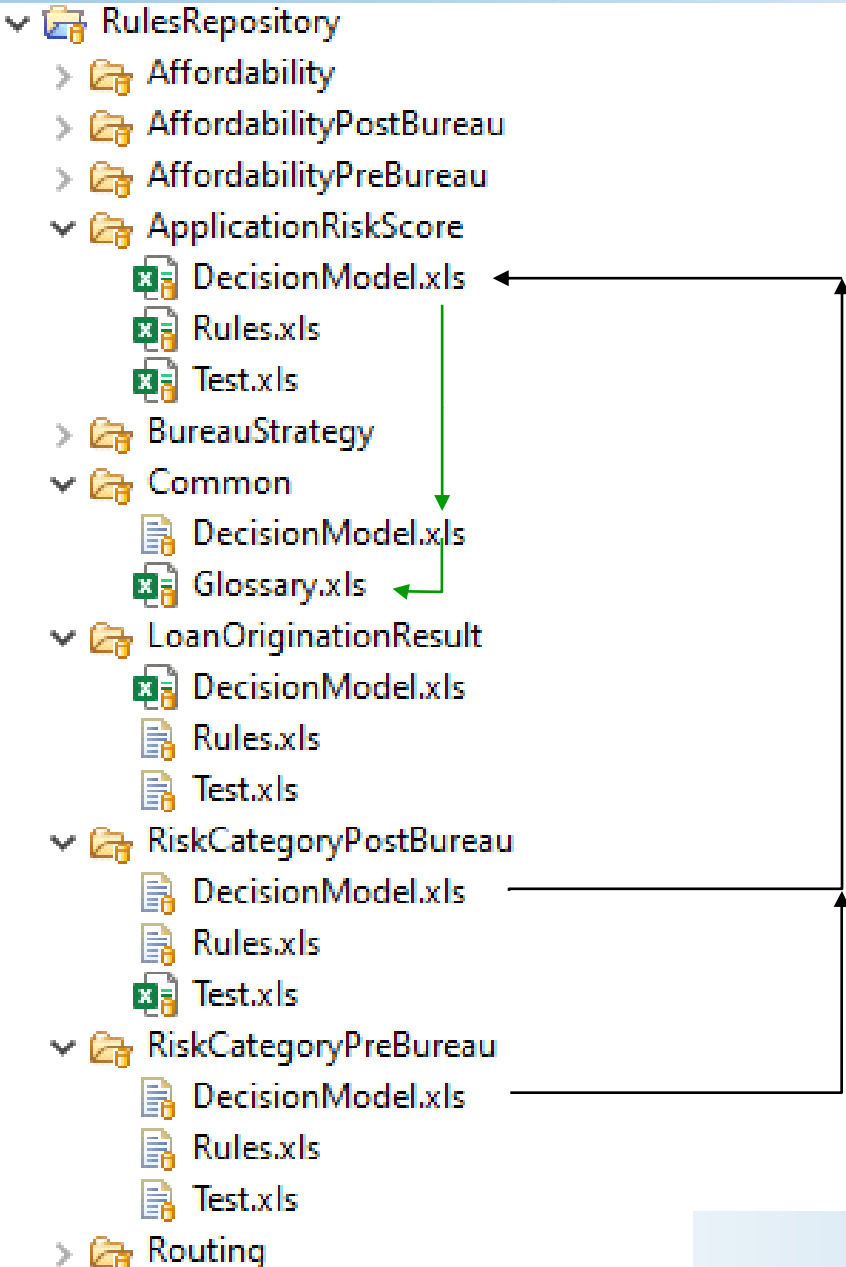 RulesRepository
Affordability
AffordabilityPostBureau
AffordabilityPreBureau
ApplicationRiskScore
DecisionModel.xls
Rules.xls
Test.xls
BureauStrategy
Common
DecisionModel.xls
Glossary.xls
LoanOriginationResult
DecisionModel.xls
Rules.xls
Test.xls
RiskCategoryPostBureau
DecisionModel.xls
Rules.xls
Test.xls
RiskCategoryPreBureau
DecisionModel.xls
Rules.xls
Test.xls
Routing